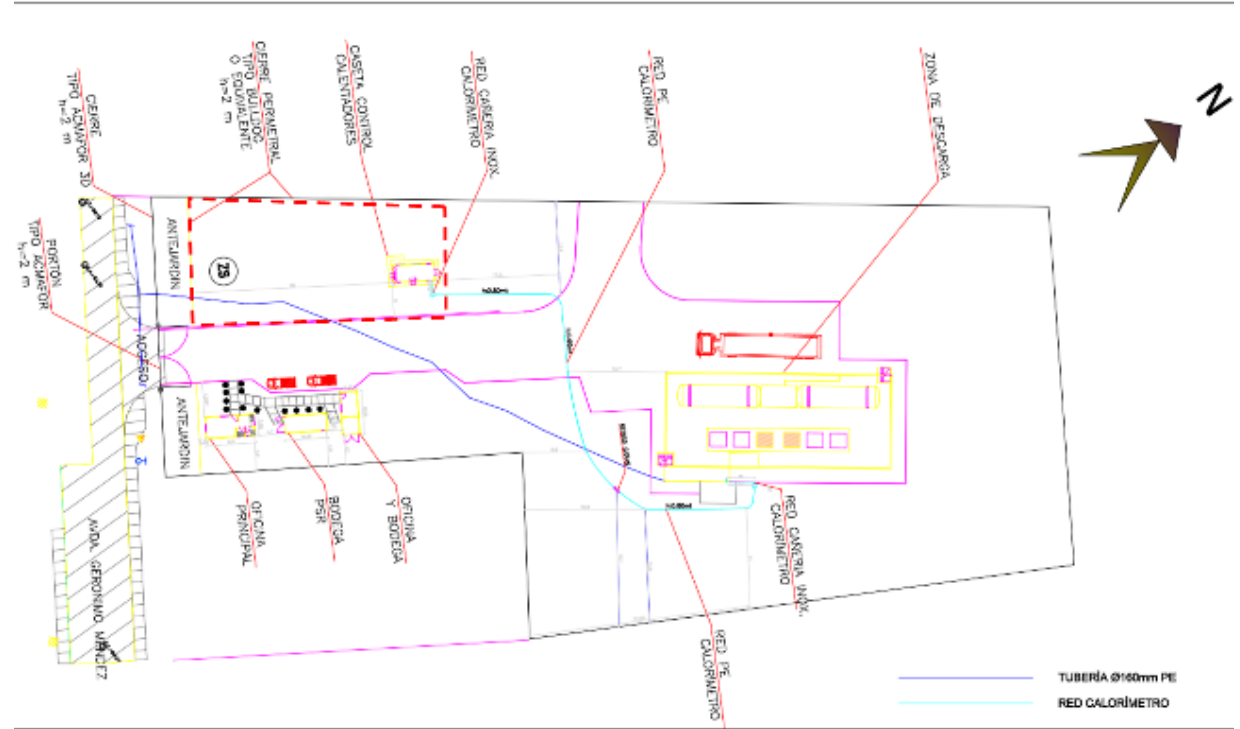 CIERRE
TIPO ACMAFOR 3D
h=2 m
CIERRE PERIMETRAL
TIPO BULLDOG
O EQUIVALENTE
h=2 m
CASETA CONTROL
CALENTADORES
RED CAÑERIA INOX.
CALORIMETRO
RED PE
CALORIMETRO
ZONA DE DESCARGA
N
PORTÓN
TIPO ACMAFOR
h=2 m
ANTEJARDIN
ZS
ACCESO
ANTEJARDIN
OFICINA
PRINCIPAL
BODEGA
PSR
OFICINA
Y BODEGA
RED CAÑERIA INOX.
CALORIMETRO
RED PE
CALORIMETRO
AVDA. GERONIMO MENDEZ
TUBERÍA Ø160mm PE
RED CALORÍMETRO